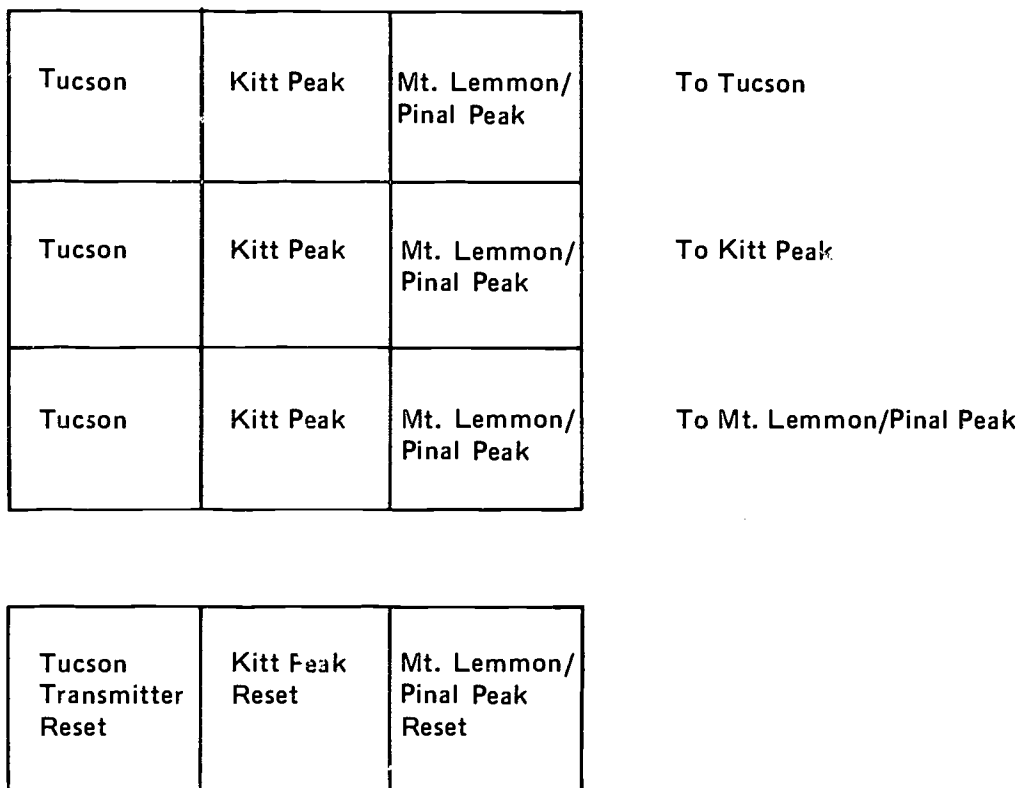 Tucson Kitt Peak Mt. Lemmon/ To Tucson
Pinal Peak
Tucson Kitt Peak Mt. Lemmon/ To Kitt Peak
Pinal Peak
Tucson Kitt Peak Mt. Lemmon/ To Mt. Lemmon/Pinal Peak
Pinal Peak
Tucson Kitt Peak Mt. Lemmon/
Transmitter Reset Pinal Peak
Reset Reset